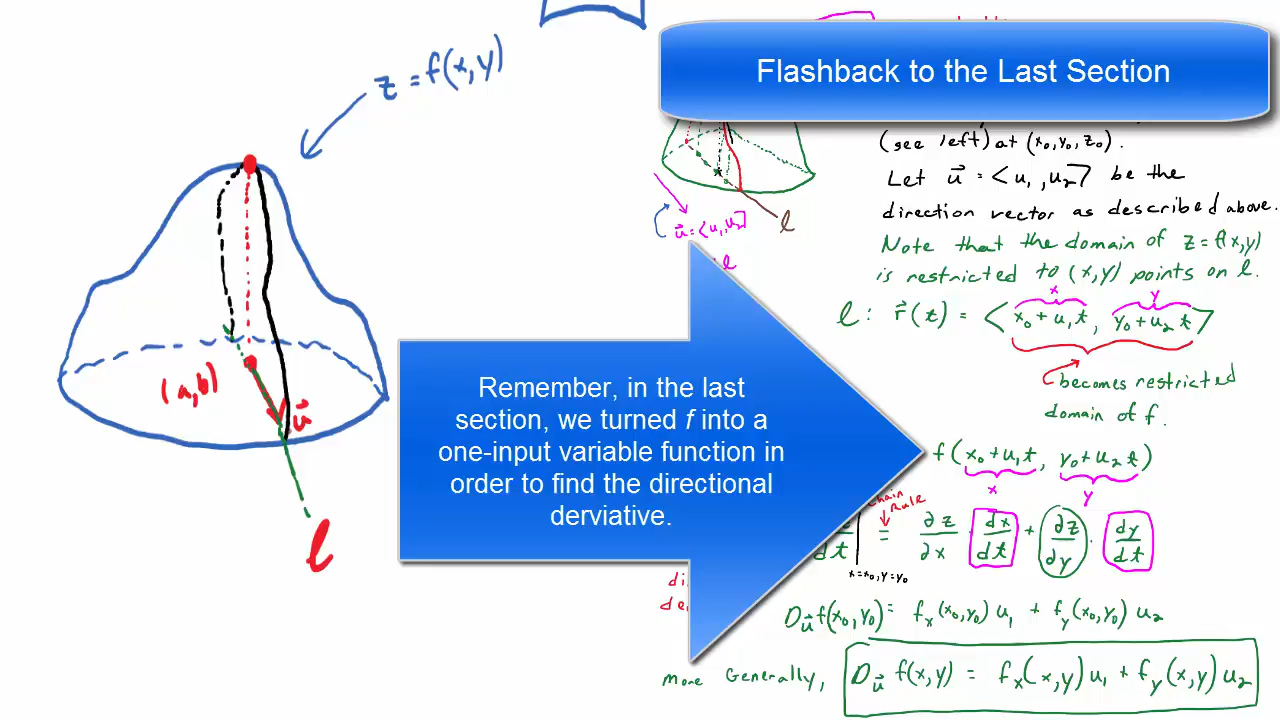 z = f(x,y)
(a,b)
u⃗
l
Flashback to the Last Section
Remember, in the last
section, we turned f into a
one-input variable function in
order to find the directional
derviative.
u⃗ = <u₁,u₂>
l
l
(see left) at (x₀,y₀,z₀).
Let u⃗ = <u₁,u₂> be the
direction vector as described above.
Note that the domain of z = f(x,y)
is restricted to (x,y) points on l.
x y
l: r⃗(t) = <x₀+u₁t, y₀+u₂t>
becomes restricted
domain of f.
f(x₀+u₁t, y₀+u₂t)
x y
Chain
Rule
dt | = ∂z/∂x · dx/dt + ∂z/∂y · dy/dt
x=x₀, y=y₀
D_u⃗ f(x₀,y₀) = fₓ(x₀,y₀) u₁ + f_y(x₀,y₀) u₂
more Generally, D_u⃗ f(x,y) = fₓ(x,y) u₁ + f_y(x,y) u₂